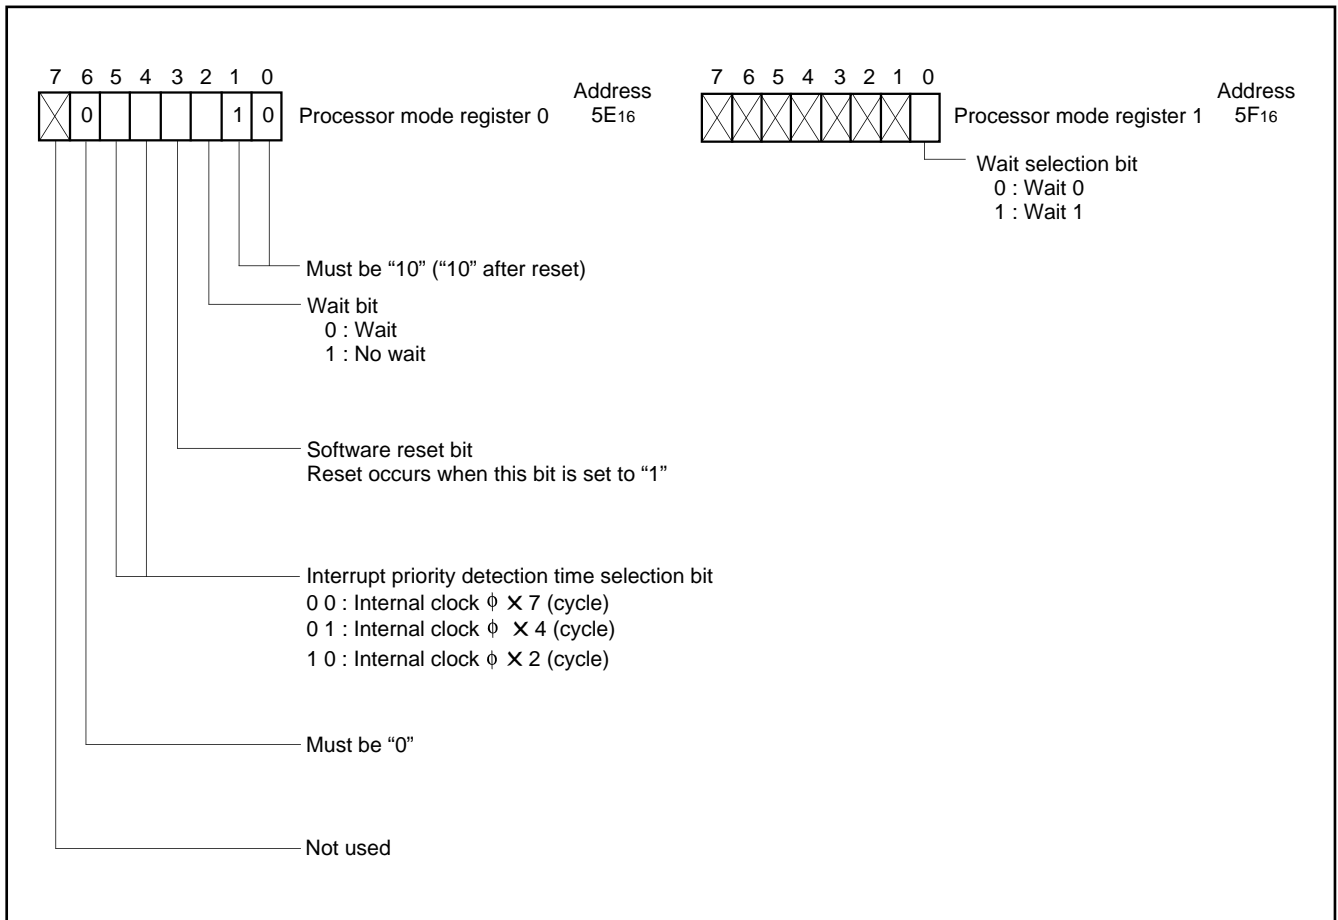 7 6 5 4 3 2 1 0
0 1 0
Processor mode register 0
Address
5E16
Must be “10” (“10” after reset)
Wait bit
0 : Wait
1 : No wait
Software reset bit
Reset occurs when this bit is set to “1”
Interrupt priority detection time selection bit
0 0 : Internal clock ϕ × 7 (cycle)
0 1 : Internal clock ϕ × 4 (cycle)
1 0 : Internal clock ϕ × 2 (cycle)
Must be “0”
Not used
7 6 5 4 3 2 1 0
Processor mode register 1
Address
5F16
Wait selection bit
0 : Wait 0
1 : Wait 1